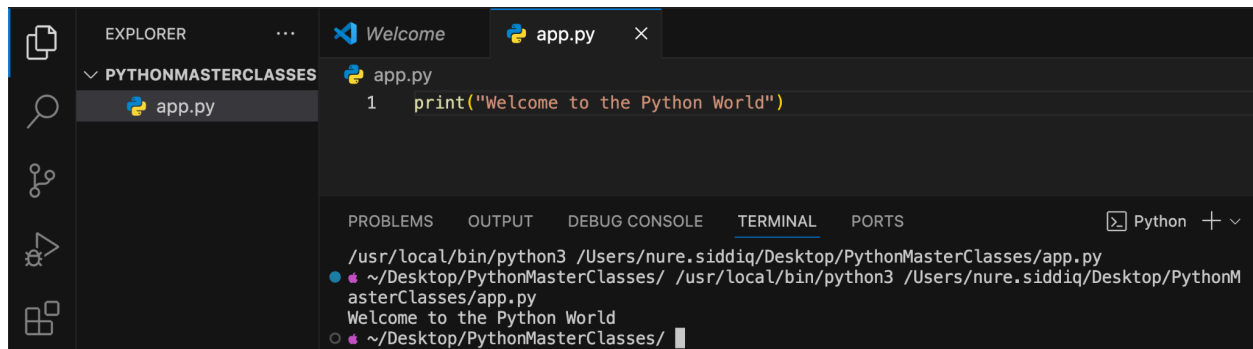 EXPLORER ···
PYTHONMASTERCLASSES
app.py
Welcome
app.py
app.py
1 print("Welcome to the Python World")
PROBLEMS OUTPUT DEBUG CONSOLE TERMINAL PORTS
Python
/usr/local/bin/python3 /Users/nure.siddiq/Desktop/PythonMasterClasses/app.py
~/Desktop/PythonMasterClasses/ /usr/local/bin/python3 /Users/nure.siddiq/Desktop/PythonM
asterClasses/app.py
Welcome to the Python World
~/Desktop/PythonMasterClasses/